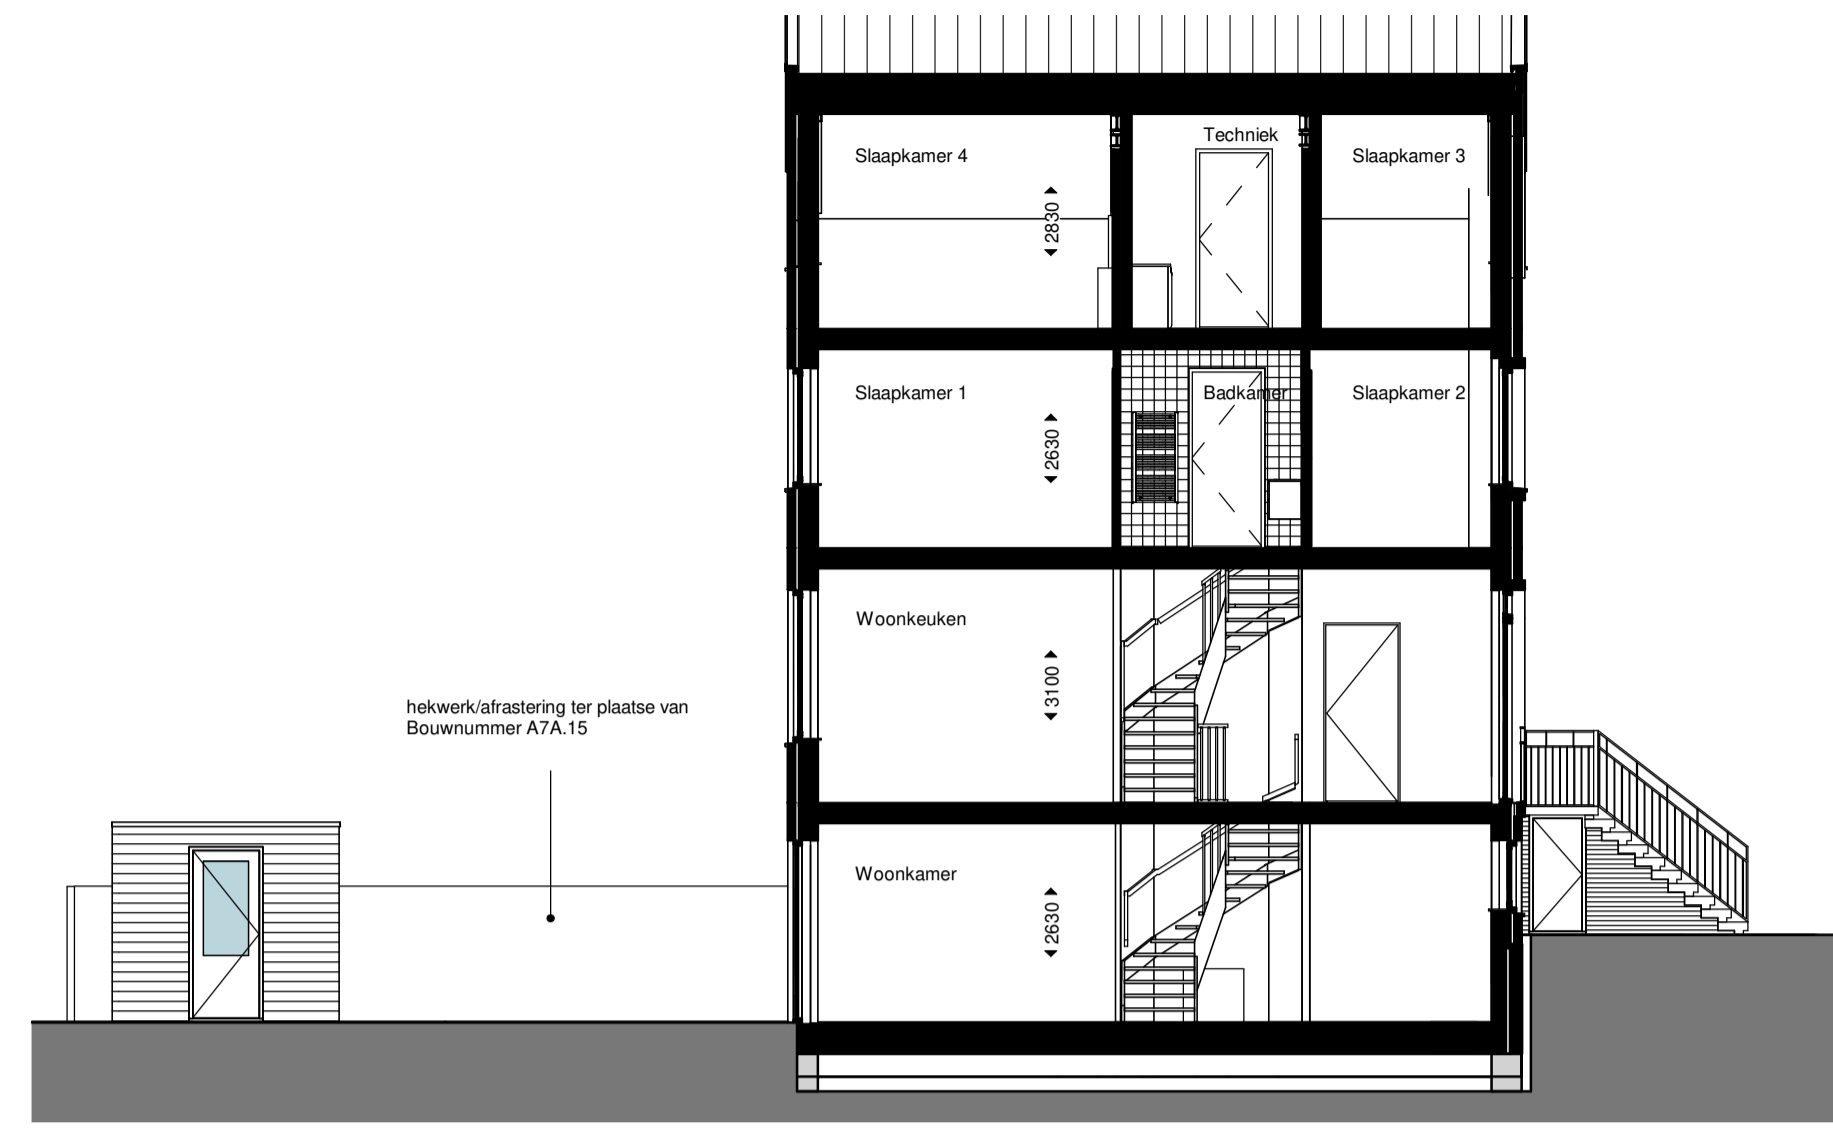 Techniek
Slaapkamer 4
Slaapkamer 3
2830
Slaapkamer 1
Badkamer
Slaapkamer 2
2630
Woonkeuken
3100
hekwerk/afrastering ter plaatse van
Bouwnummer A7A.15
Woonkamer
2630